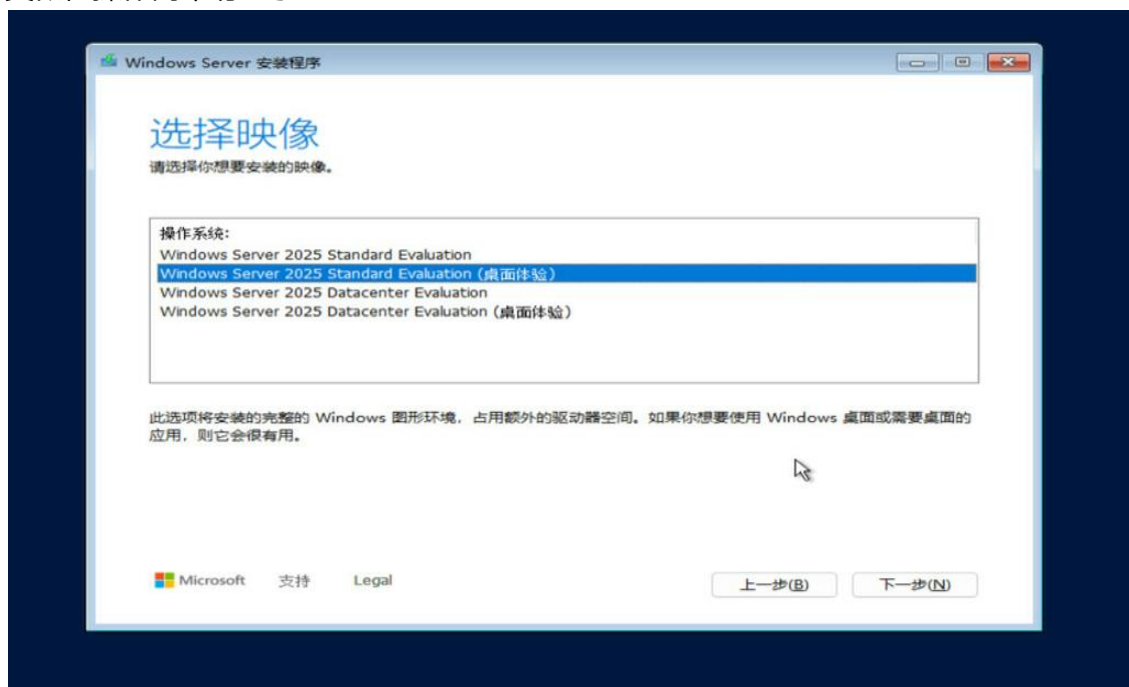 Windows Server 安装程序
选择映像
请选择你想要安装的映像。
操作系统:
Windows Server 2025 Standard Evaluation
Windows Server 2025 Standard Evaluation (桌面体验)
Windows Server 2025 Datacenter Evaluation
Windows Server 2025 Datacenter Evaluation (桌面体验)
此选项将安装的完整的 Windows 图形环境，占用额外的驱动器空间。如果你想要使用 Windows 桌面或需要桌面的
应用，则它会很有用。
Microsoft 支持 Legal
上一步(B) 下一步(N)